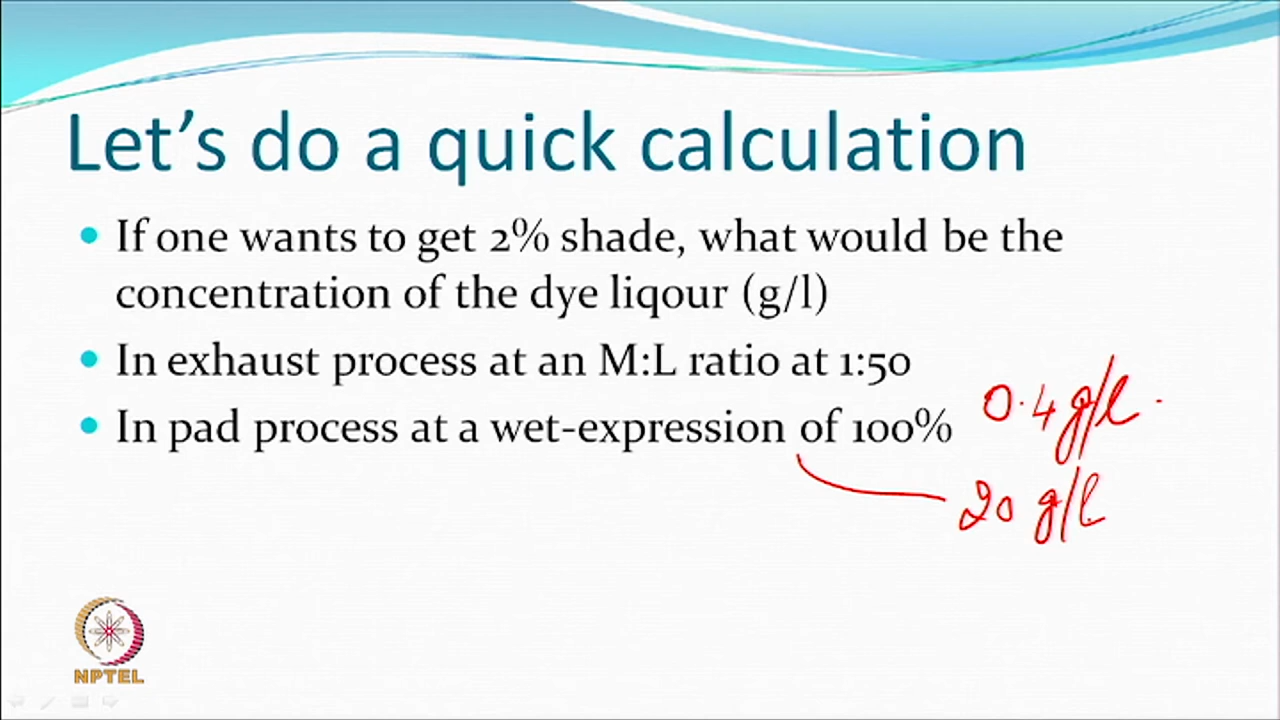 Let's do a quick calculation
• If one wants to get 2% shade, what would be the
concentration of the dye liqour (g/l)
• In exhaust process at an M:L ratio at 1:50
0.4 g/l.
• In pad process at a wet-expression of 100%
20 g/l
NPTEL